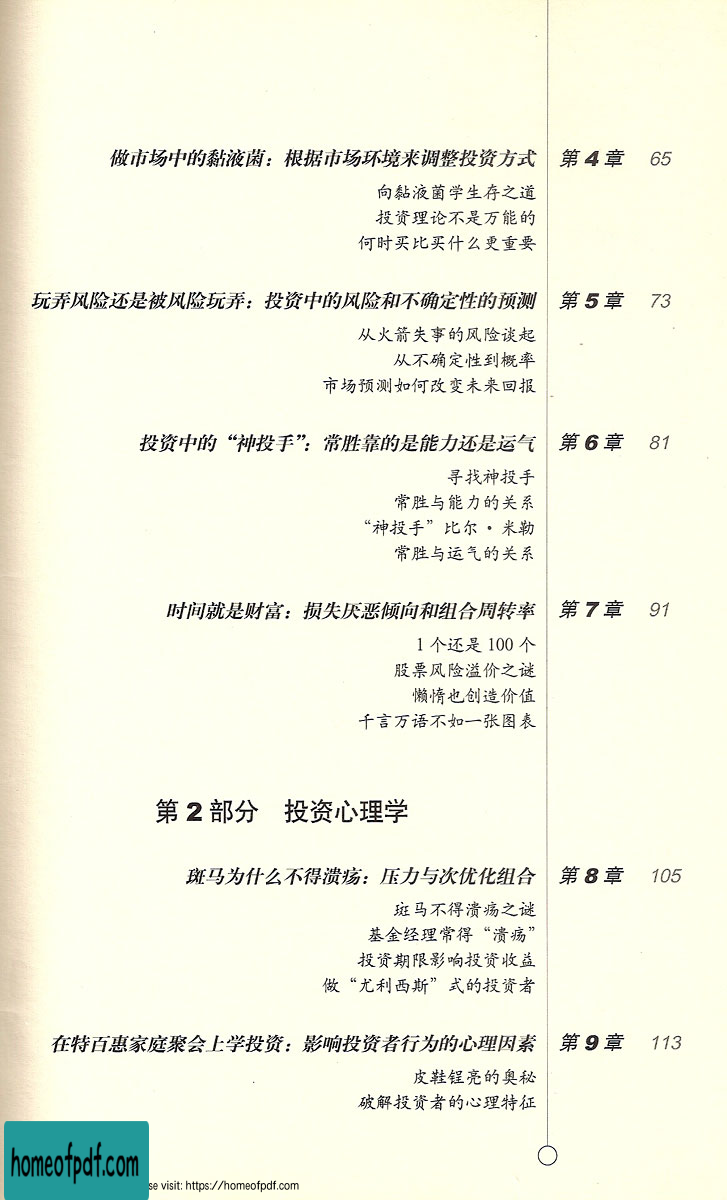 做市场中的黏液菌：根据市场环境来调整投资方式 第 4 章 65
向黏液菌学生存之道
投资理论不是万能的
何时买比买什么更重要
玩弄风险还是被风险玩弄：投资中的风险和不确定性的预测 第 5 章 73
从火箭失事的风险谈起
从不确定性到概率
市场预测如何改变未来回报
投资中的“神投手”：常胜靠的是能力还是运气 第 6 章 81
寻找神投手
常胜与能力的关系
“神投手”比尔·米勒
常胜与运气的关系
时间就是财富：损失厌恶倾向和组合周转率 第 7 章 91
1 个还是 100 个
股票风险溢价之谜
懒惰也创造价值
千言万语不如一张图表
第 2 部分 投资心理学
斑马为什么不得溃疡：压力与次优化组合 第 8 章 105
斑马不得溃疡之谜
基金经理常得“溃疡”
投资期限影响投资收益
做“尤利西斯”式的投资者
在特百惠家庭聚会上学投资：影响投资者行为的心理因素 第 9 章 113
皮鞋锃亮的奥秘
破解投资者的心理特征
homeofpdf.com
se visit: https://homeofpdf.com